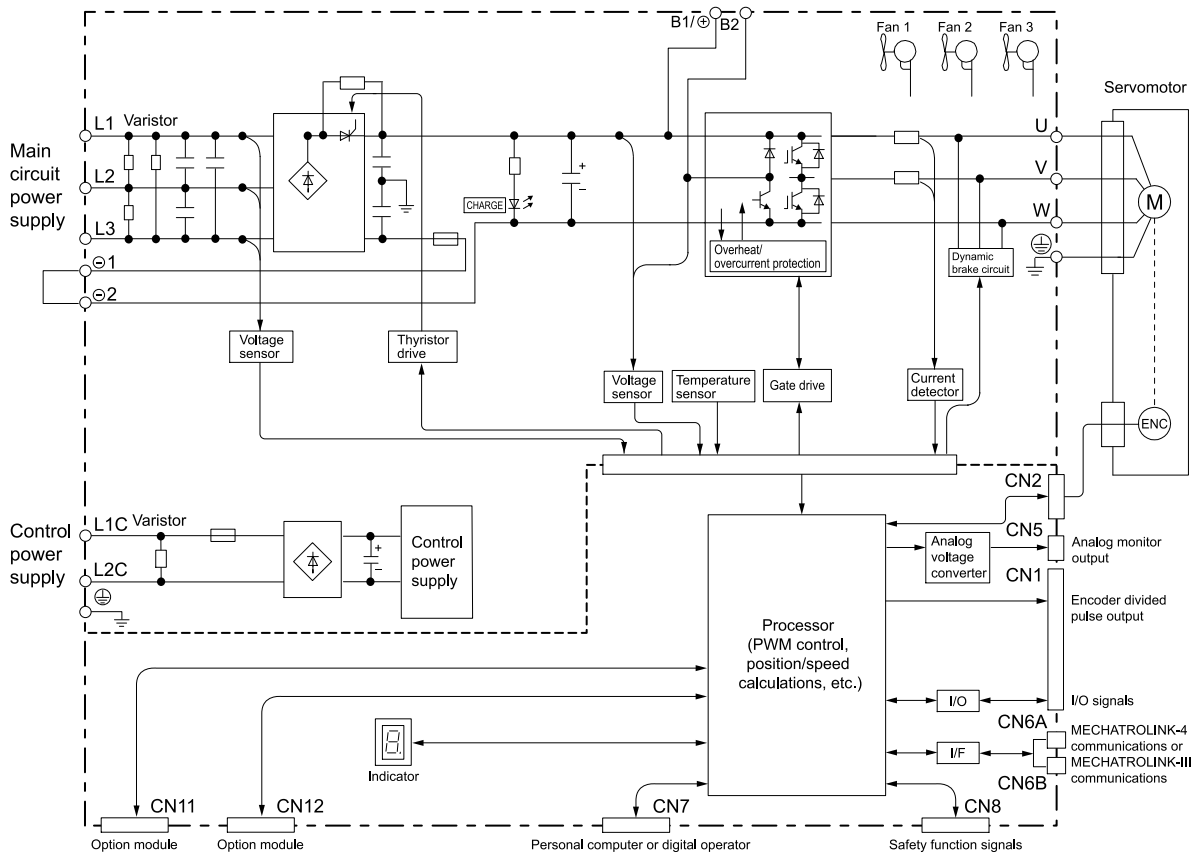 B1/⊕
B2
Fan 1
Fan 2
Fan 3
Servomotor
Main
circuit
power
supply
L1
Varistor
L2
L3
⊖1
⊖2
CHARGE
+
−
Overheat/
overcurrent protection
U
V
W
M
Dynamic
brake circuit
Voltage
sensor
Thyristor
drive
Voltage
sensor
Temperature
sensor
Gate drive
Current
detector
ENC
Control
power
supply
L1C
Varistor
L2C
+
−
Control
power
supply
Processor
(PWM control,
position/speed
calculations, etc.)
CN2
CN5
Analog
voltage
converter
Analog monitor
output
CN1
Encoder divided
pulse output
I/O
I/O signals
CN6A
I/F
MECHATROLINK-4
communications or
MECHATROLINK-III
communications
CN6B
8.
Indicator
CN11
CN12
CN7
CN8
Option module
Option module
Personal computer or digital operator
Safety function signals